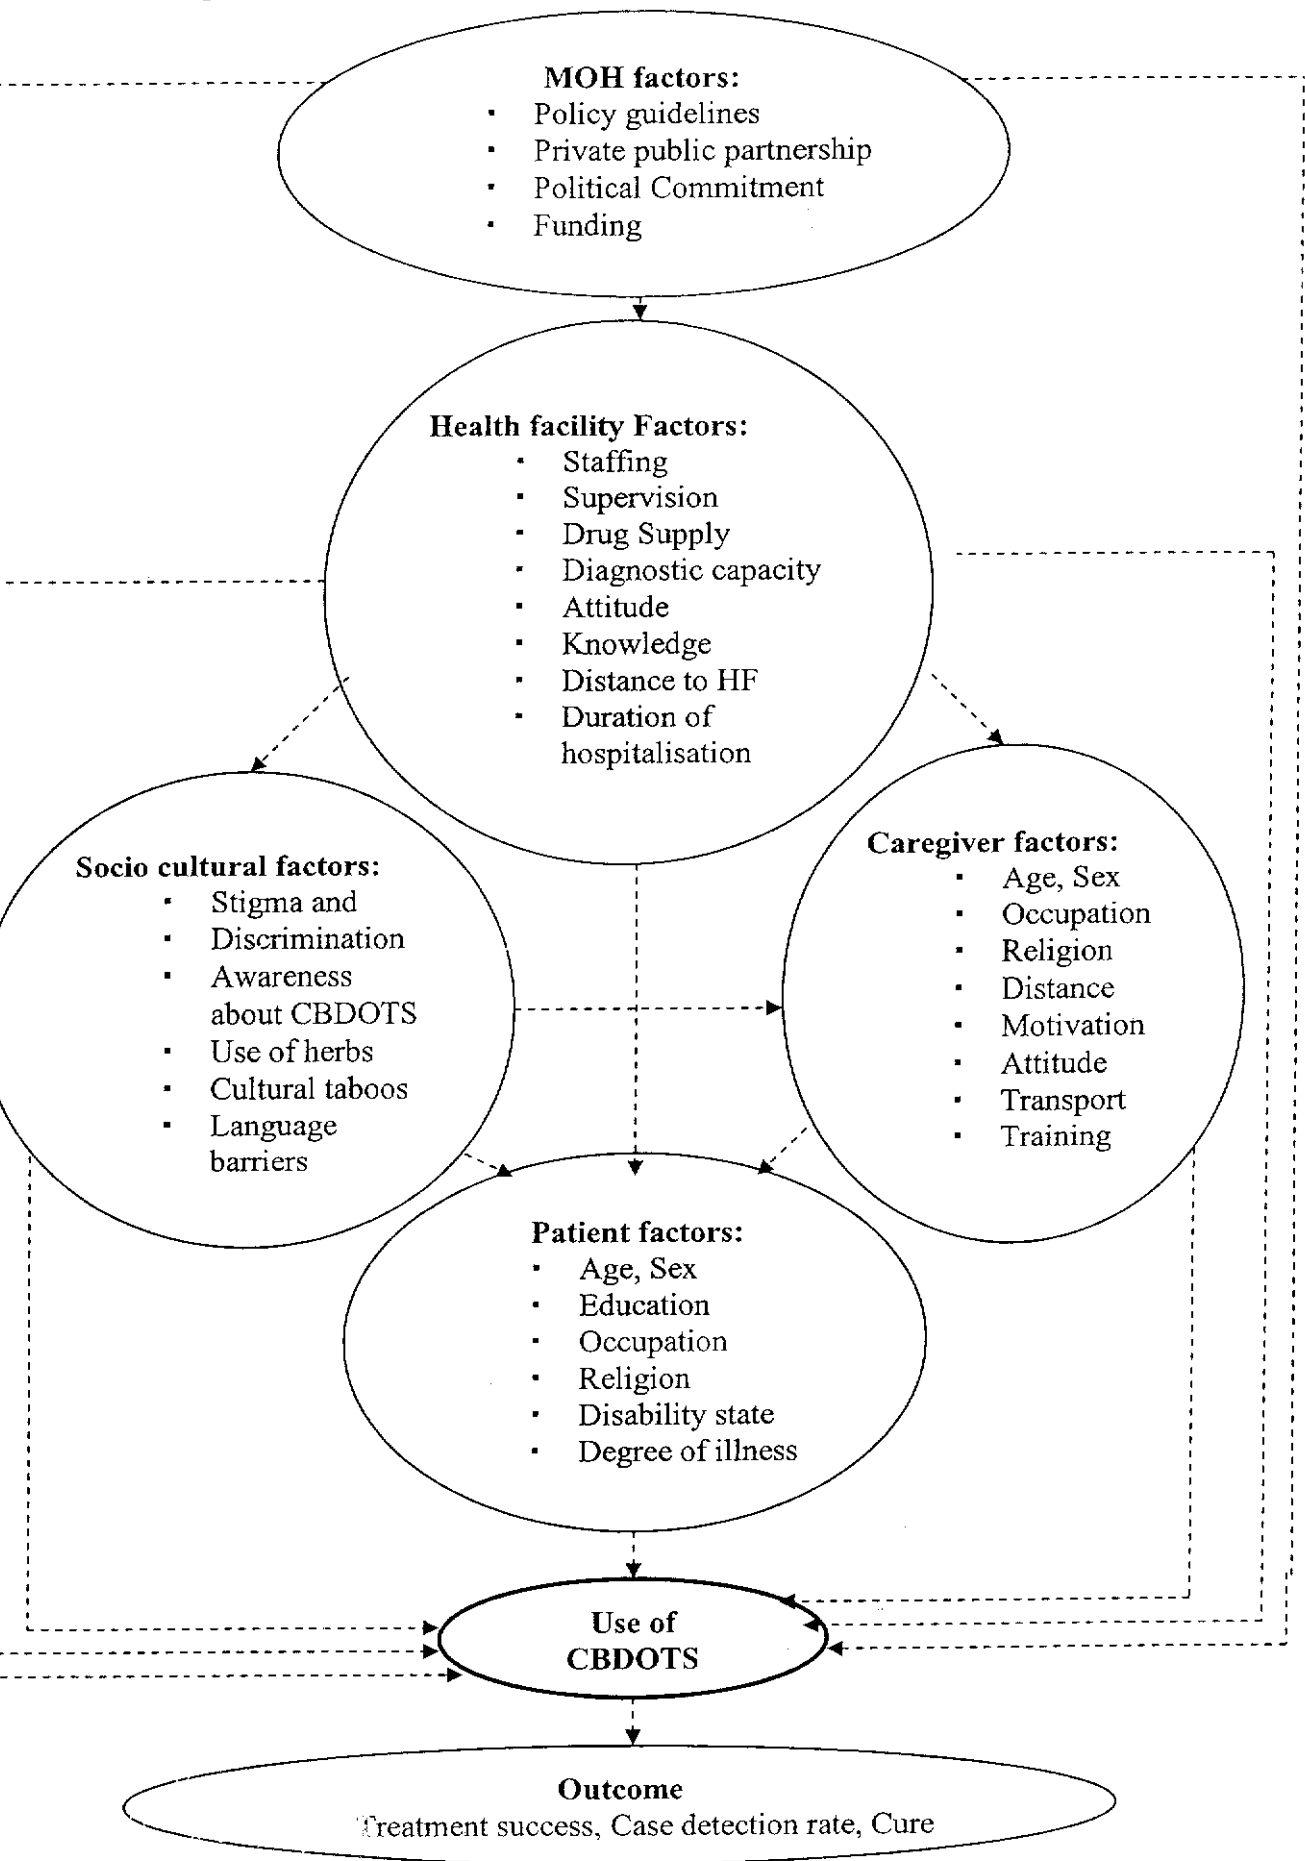 MOH factors:
▪ Policy guidelines
▪ Private public partnership
▪ Political Commitment
▪ Funding
Health facility Factors:
▪ Staffing
▪ Supervision
▪ Drug Supply
▪ Diagnostic capacity
▪ Attitude
▪ Knowledge
▪ Distance to HF
▪ Duration of
hospitalisation
Socio cultural factors:
▪ Stigma and
▪ Discrimination
▪ Awareness
about CBDOTS
▪ Use of herbs
▪ Cultural taboos
▪ Language
barriers
Caregiver factors:
▪ Age, Sex
▪ Occupation
▪ Religion
▪ Distance
▪ Motivation
▪ Attitude
▪ Transport
▪ Training
Patient factors:
▪ Age, Sex
▪ Education
▪ Occupation
▪ Religion
▪ Disability state
▪ Degree of illness
Use of
CBDOTS
Outcome
Treatment success, Case detection rate, Cure